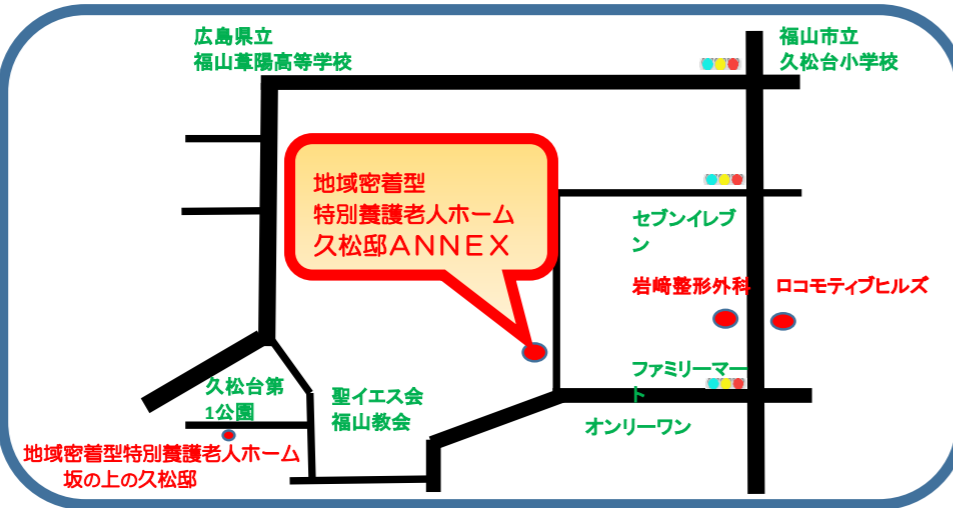 広島県立
福山葦陽高等学校
福山市立
久松台小学校
地域密着型
特別養護老人ホーム
久松邸ANNEX
セブンイレブ
ン
岩崎整形外科
ロコモティブヒルズ
ファミリーマー
ト
オンリーワン
久松台第
1公園
聖イエス会
福山教会
地域密着型特別養護老人ホーム
坂の上の久松邸